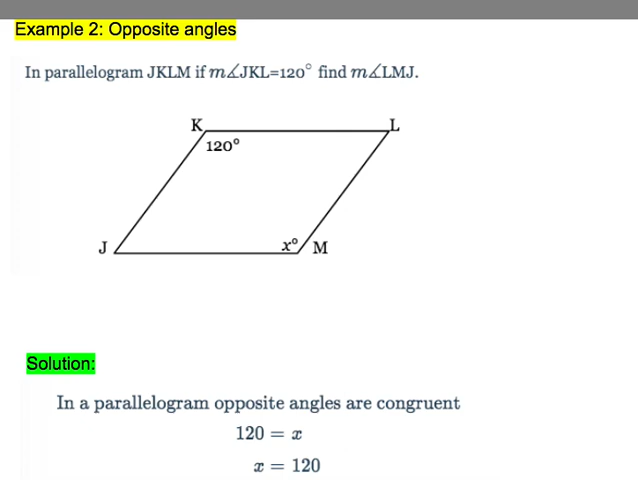 Example 2: Opposite angles
In parallelogram JKLM if m∡JKL=120° find m∡LMJ.
K L
120°
J x° M
Solution:
In a parallelogram opposite angles are congruent
120 = x
x = 120